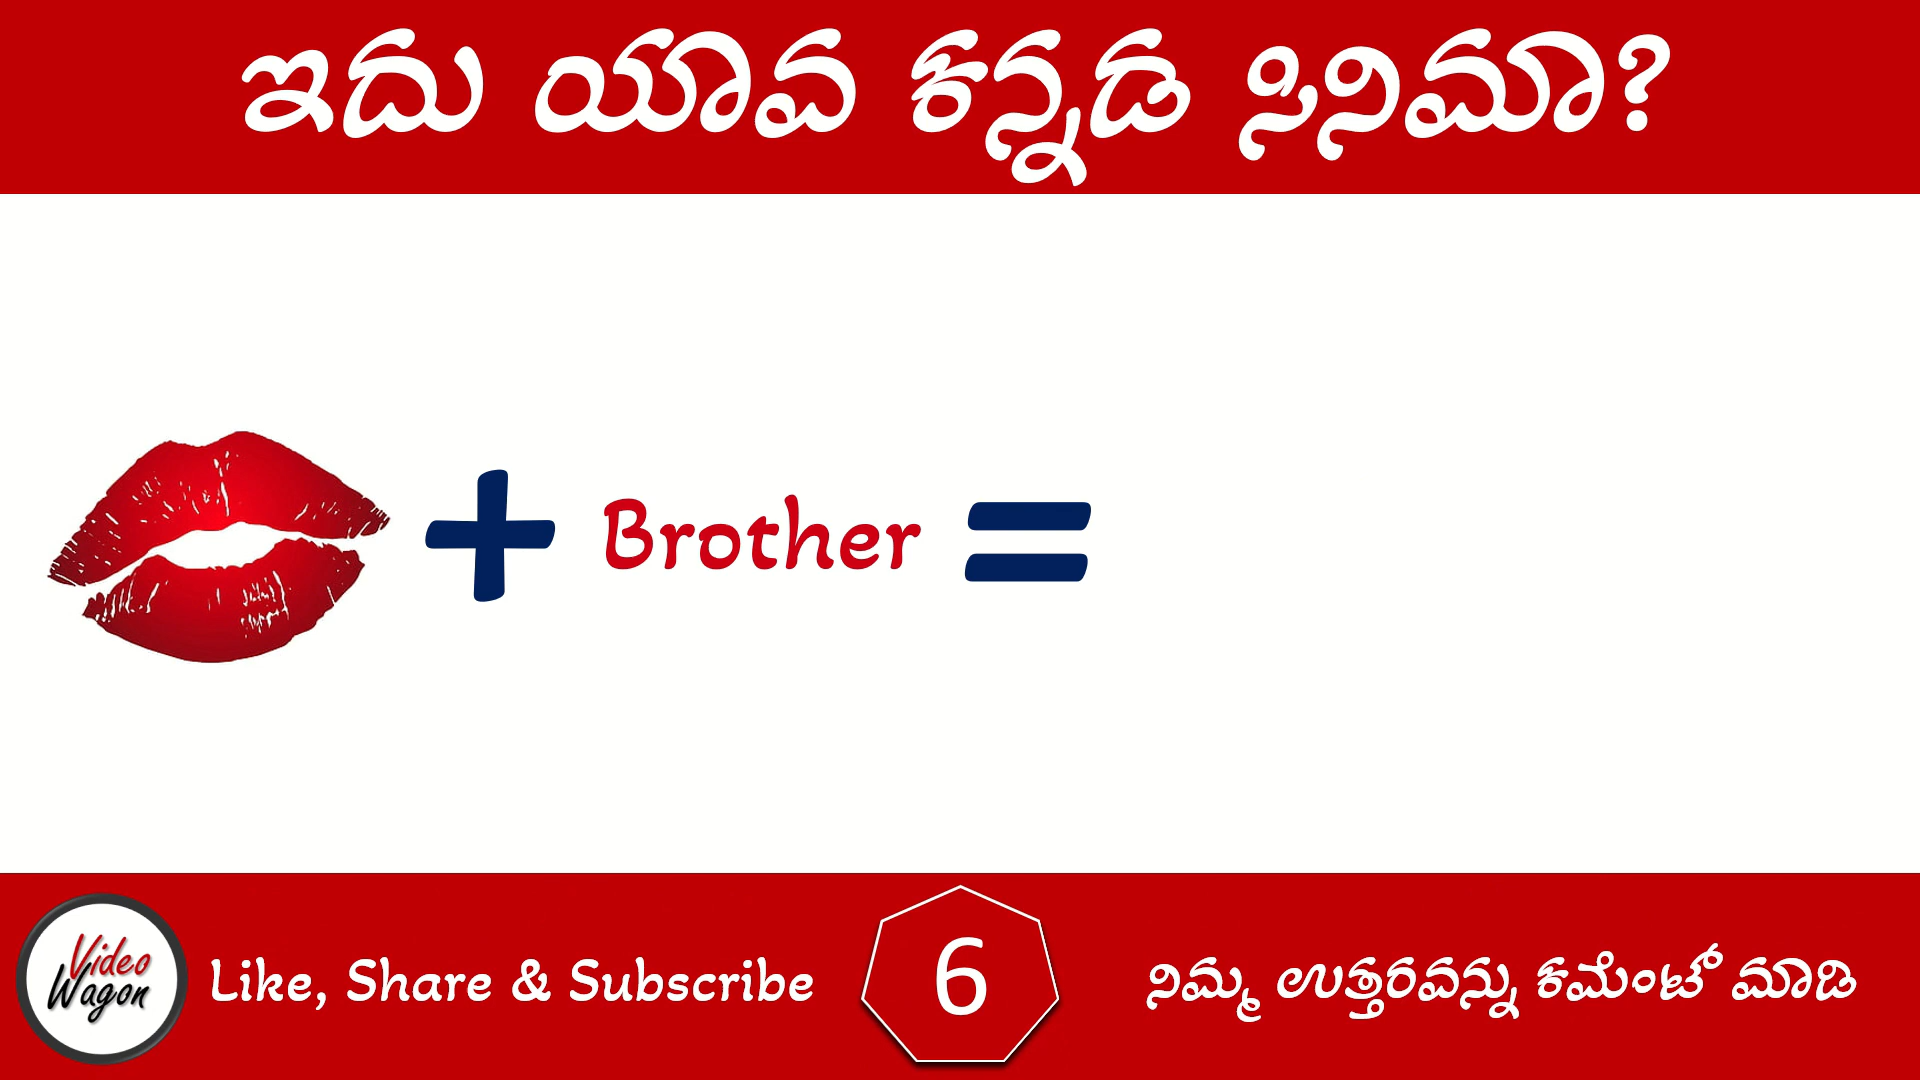 ಇದು ಯಾವ ಕನ್ನಡ ಸಿನಿಮಾ?
+ Brother =
Video
Wagon
Like, Share & Subscribe
6
ನಿಮ್ಮ ಉತ್ತರವನ್ನು ಕಮೆಂಟ್ ಮಾಡಿ